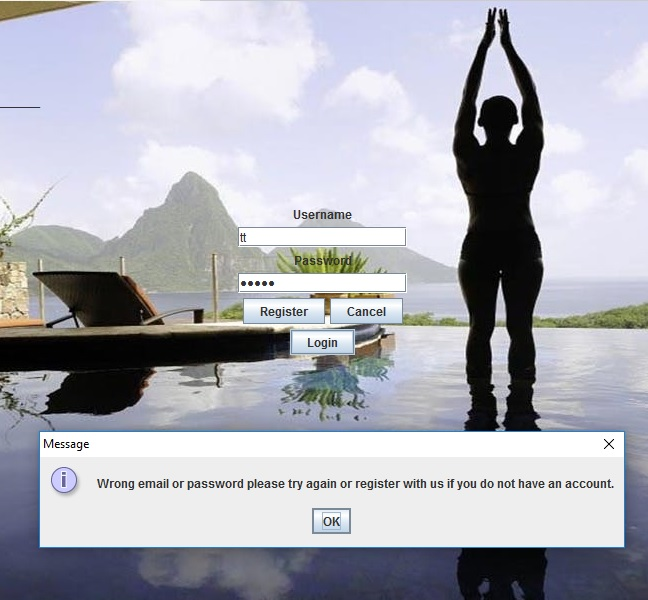 Username
tt
Password
●●●●●
Register Cancel
Login
Message
Wrong email or password please try again or register with us if you do not have an account.
OK